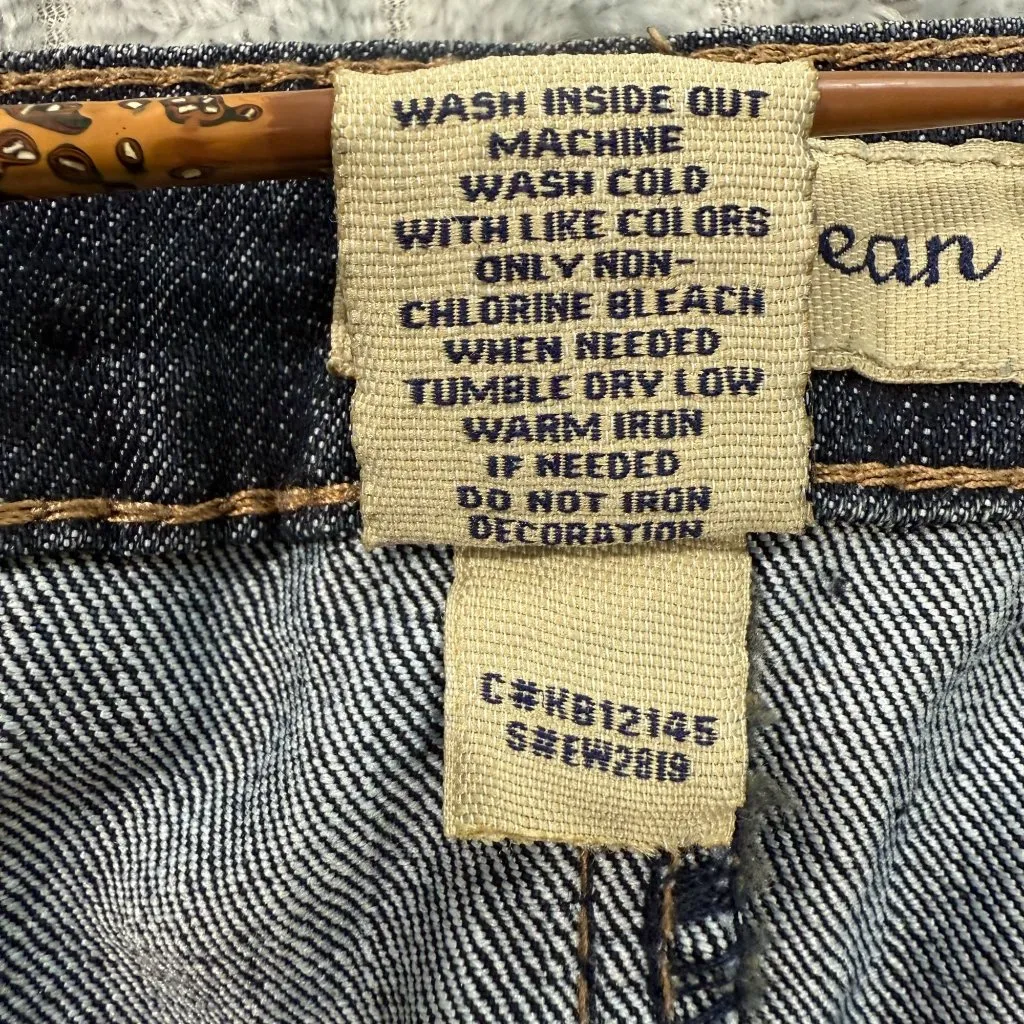 WASH INSIDE OUT
MACHINE
WASH COLD
WITH LIKE COLORS
ONLY NON-
CHLORINE BLEACH
WHEN NEEDED
TUMBLE DRY LOW
WARM IRON
IF NEEDED
DO NOT IRON
DECORATION
ean
C#KB12145
S#EW2819